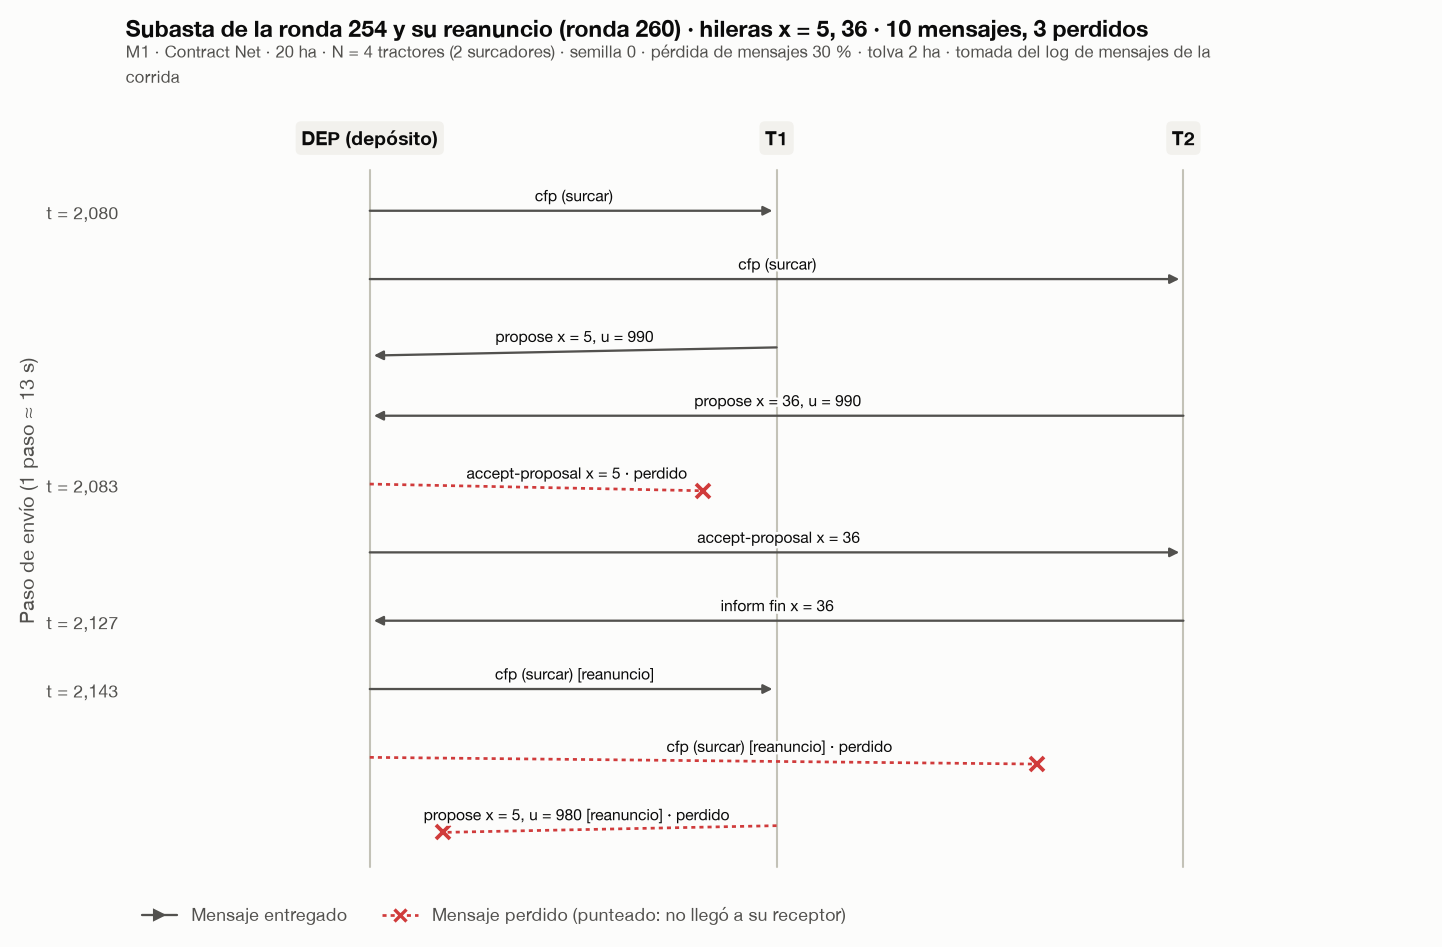 Subasta de la ronda 254 y su reanuncio (ronda 260) · hileras x = 5, 36 · 10 mensajes, 3 perdidos
M1 · Contract Net · 20 ha · N = 4 tractores (2 surcadores) · semilla 0 · pérdida de mensajes 30 % · tolva 2 ha · tomada del log de mensajes de la
corrida
DEP (depósito)
T1
T2
Paso de envío (1 paso ≈ 13 s)
t = 2,080
cfp (surcar)
cfp (surcar)
propose x = 5, u = 990
propose x = 36, u = 990
t = 2,083
accept-proposal x = 5 · perdido
accept-proposal x = 36
t = 2,127
inform fin x = 36
t = 2,143
cfp (surcar) [reanuncio]
cfp (surcar) [reanuncio] · perdido
propose x = 5, u = 980 [reanuncio] · perdido
Mensaje entregado
Mensaje perdido (punteado: no llegó a su receptor)